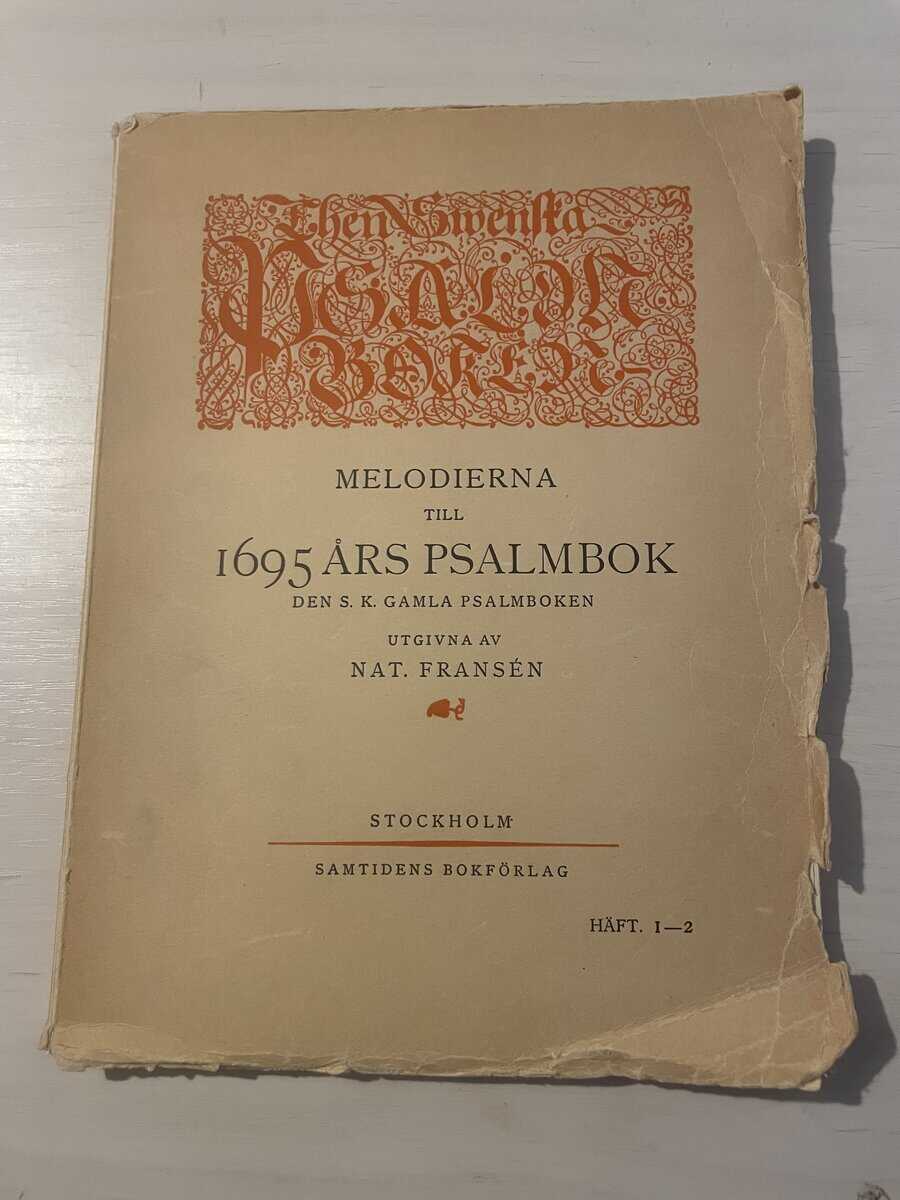 Then Swenska
PSALM
BOKEN
MELODIERNA
TILL
1695 ÅRS PSALMBOK
DEN S. K. GAMLA PSALMBOKEN
UTGIVNA AV
NAT. FRANSÉN
STOCKHOLM
SAMTIDENS BOKFÖRLAG
HÄFT. 1—2